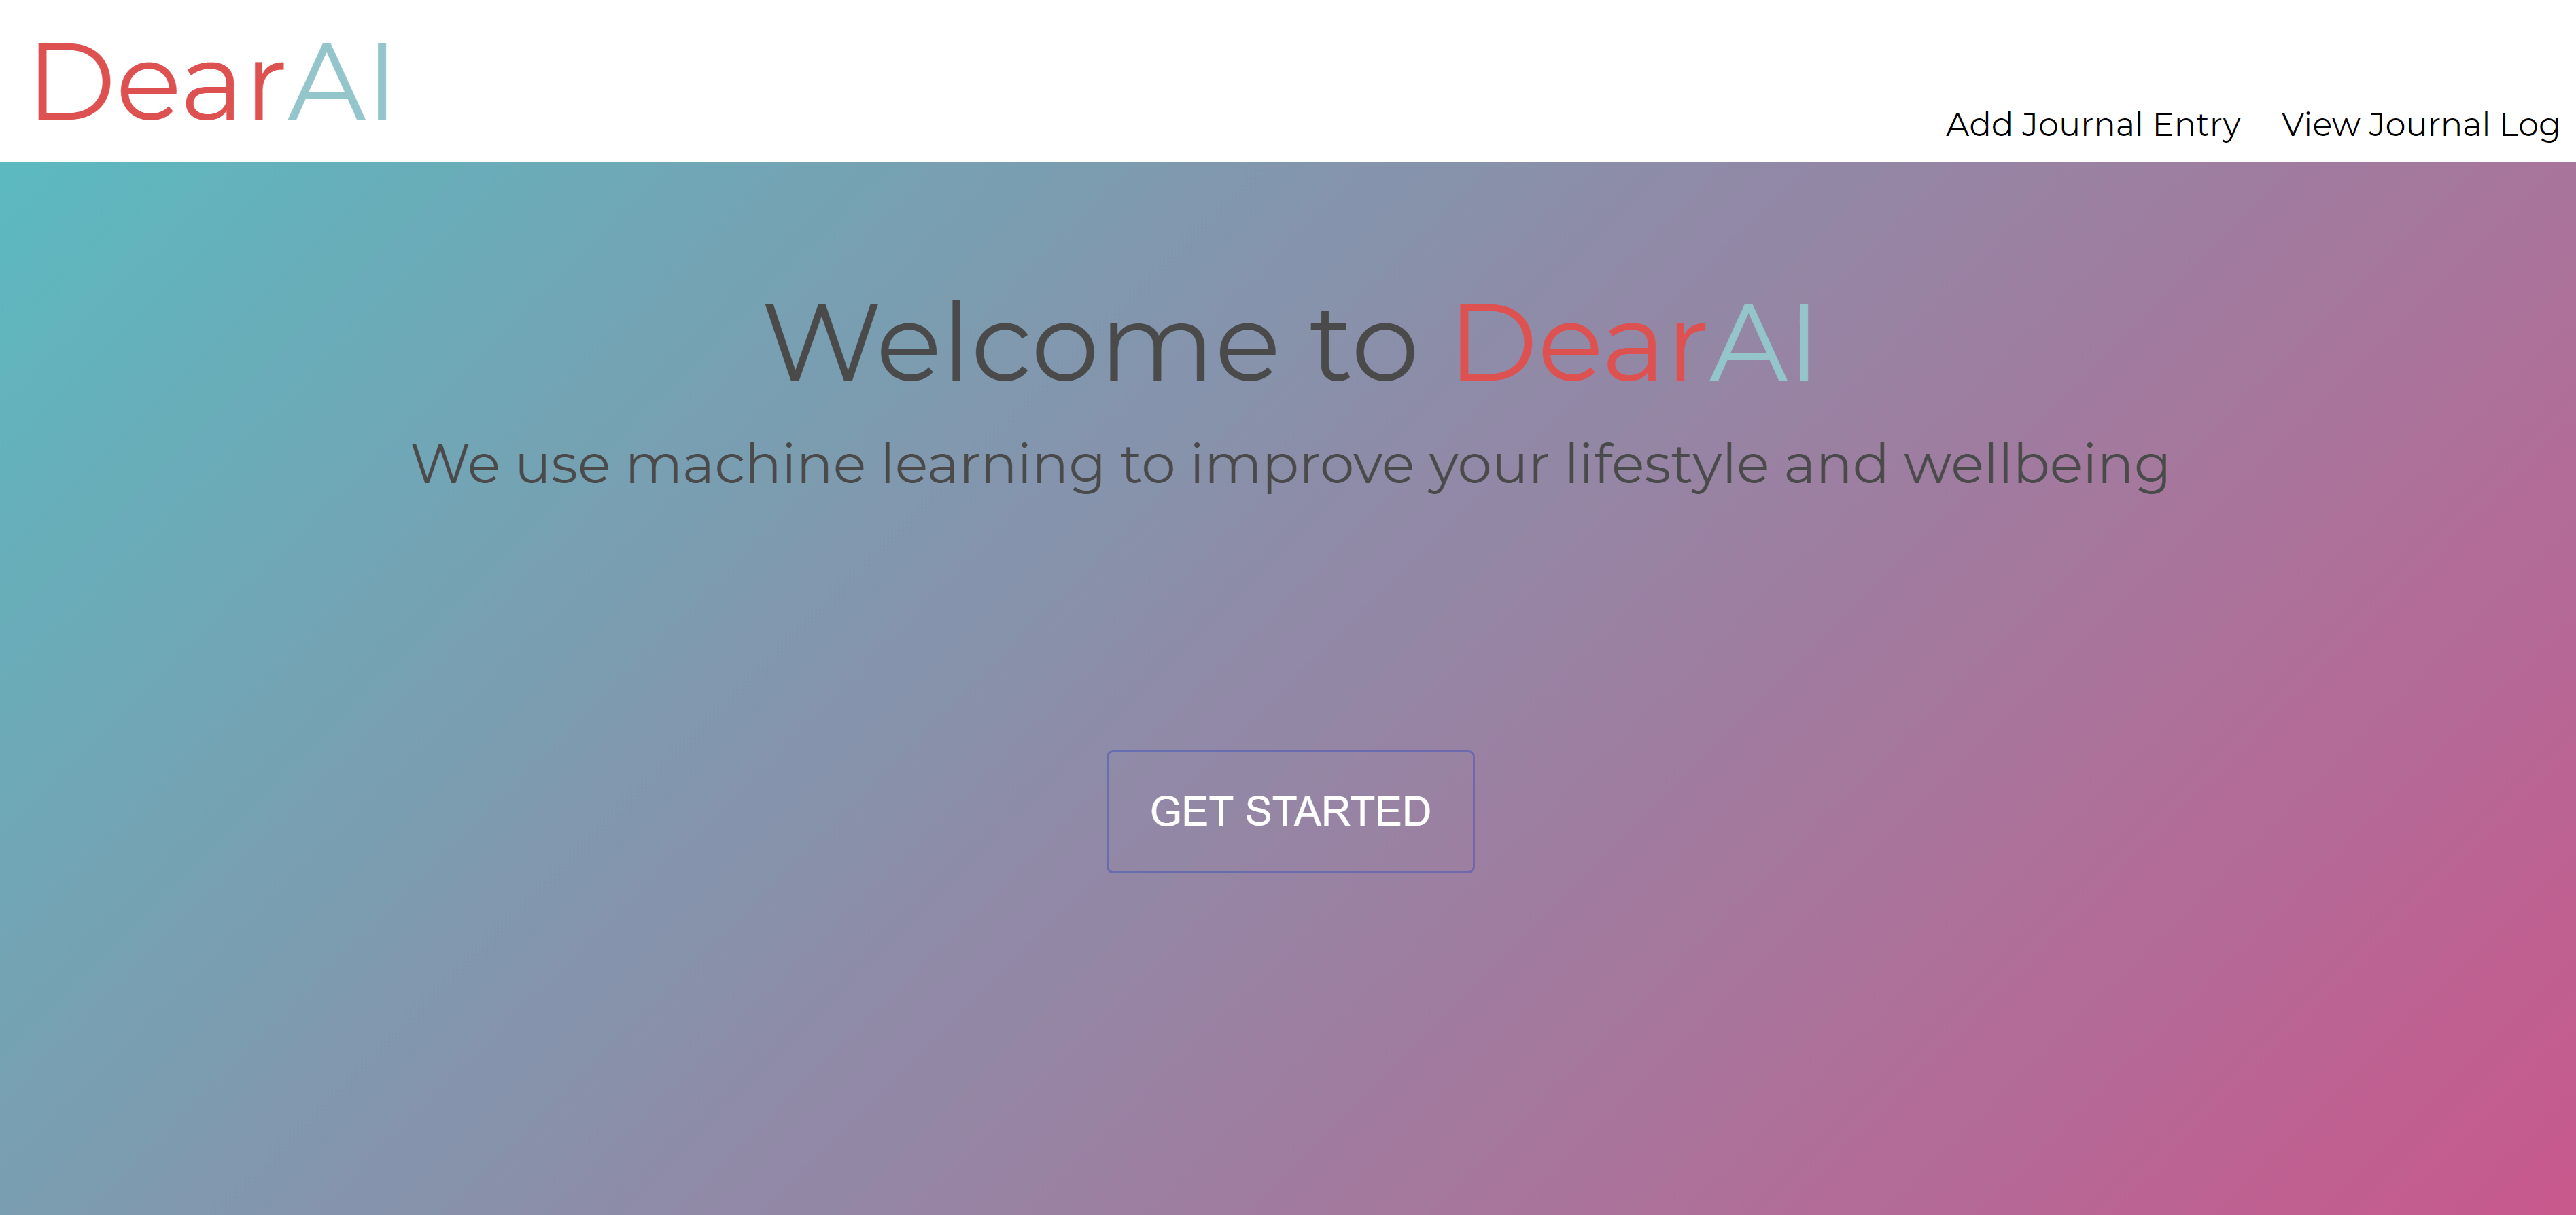 DearAI
Add Journal Entry View Journal Log
Welcome to DearAI
We use machine learning to improve your lifestyle and wellbeing
GET STARTED